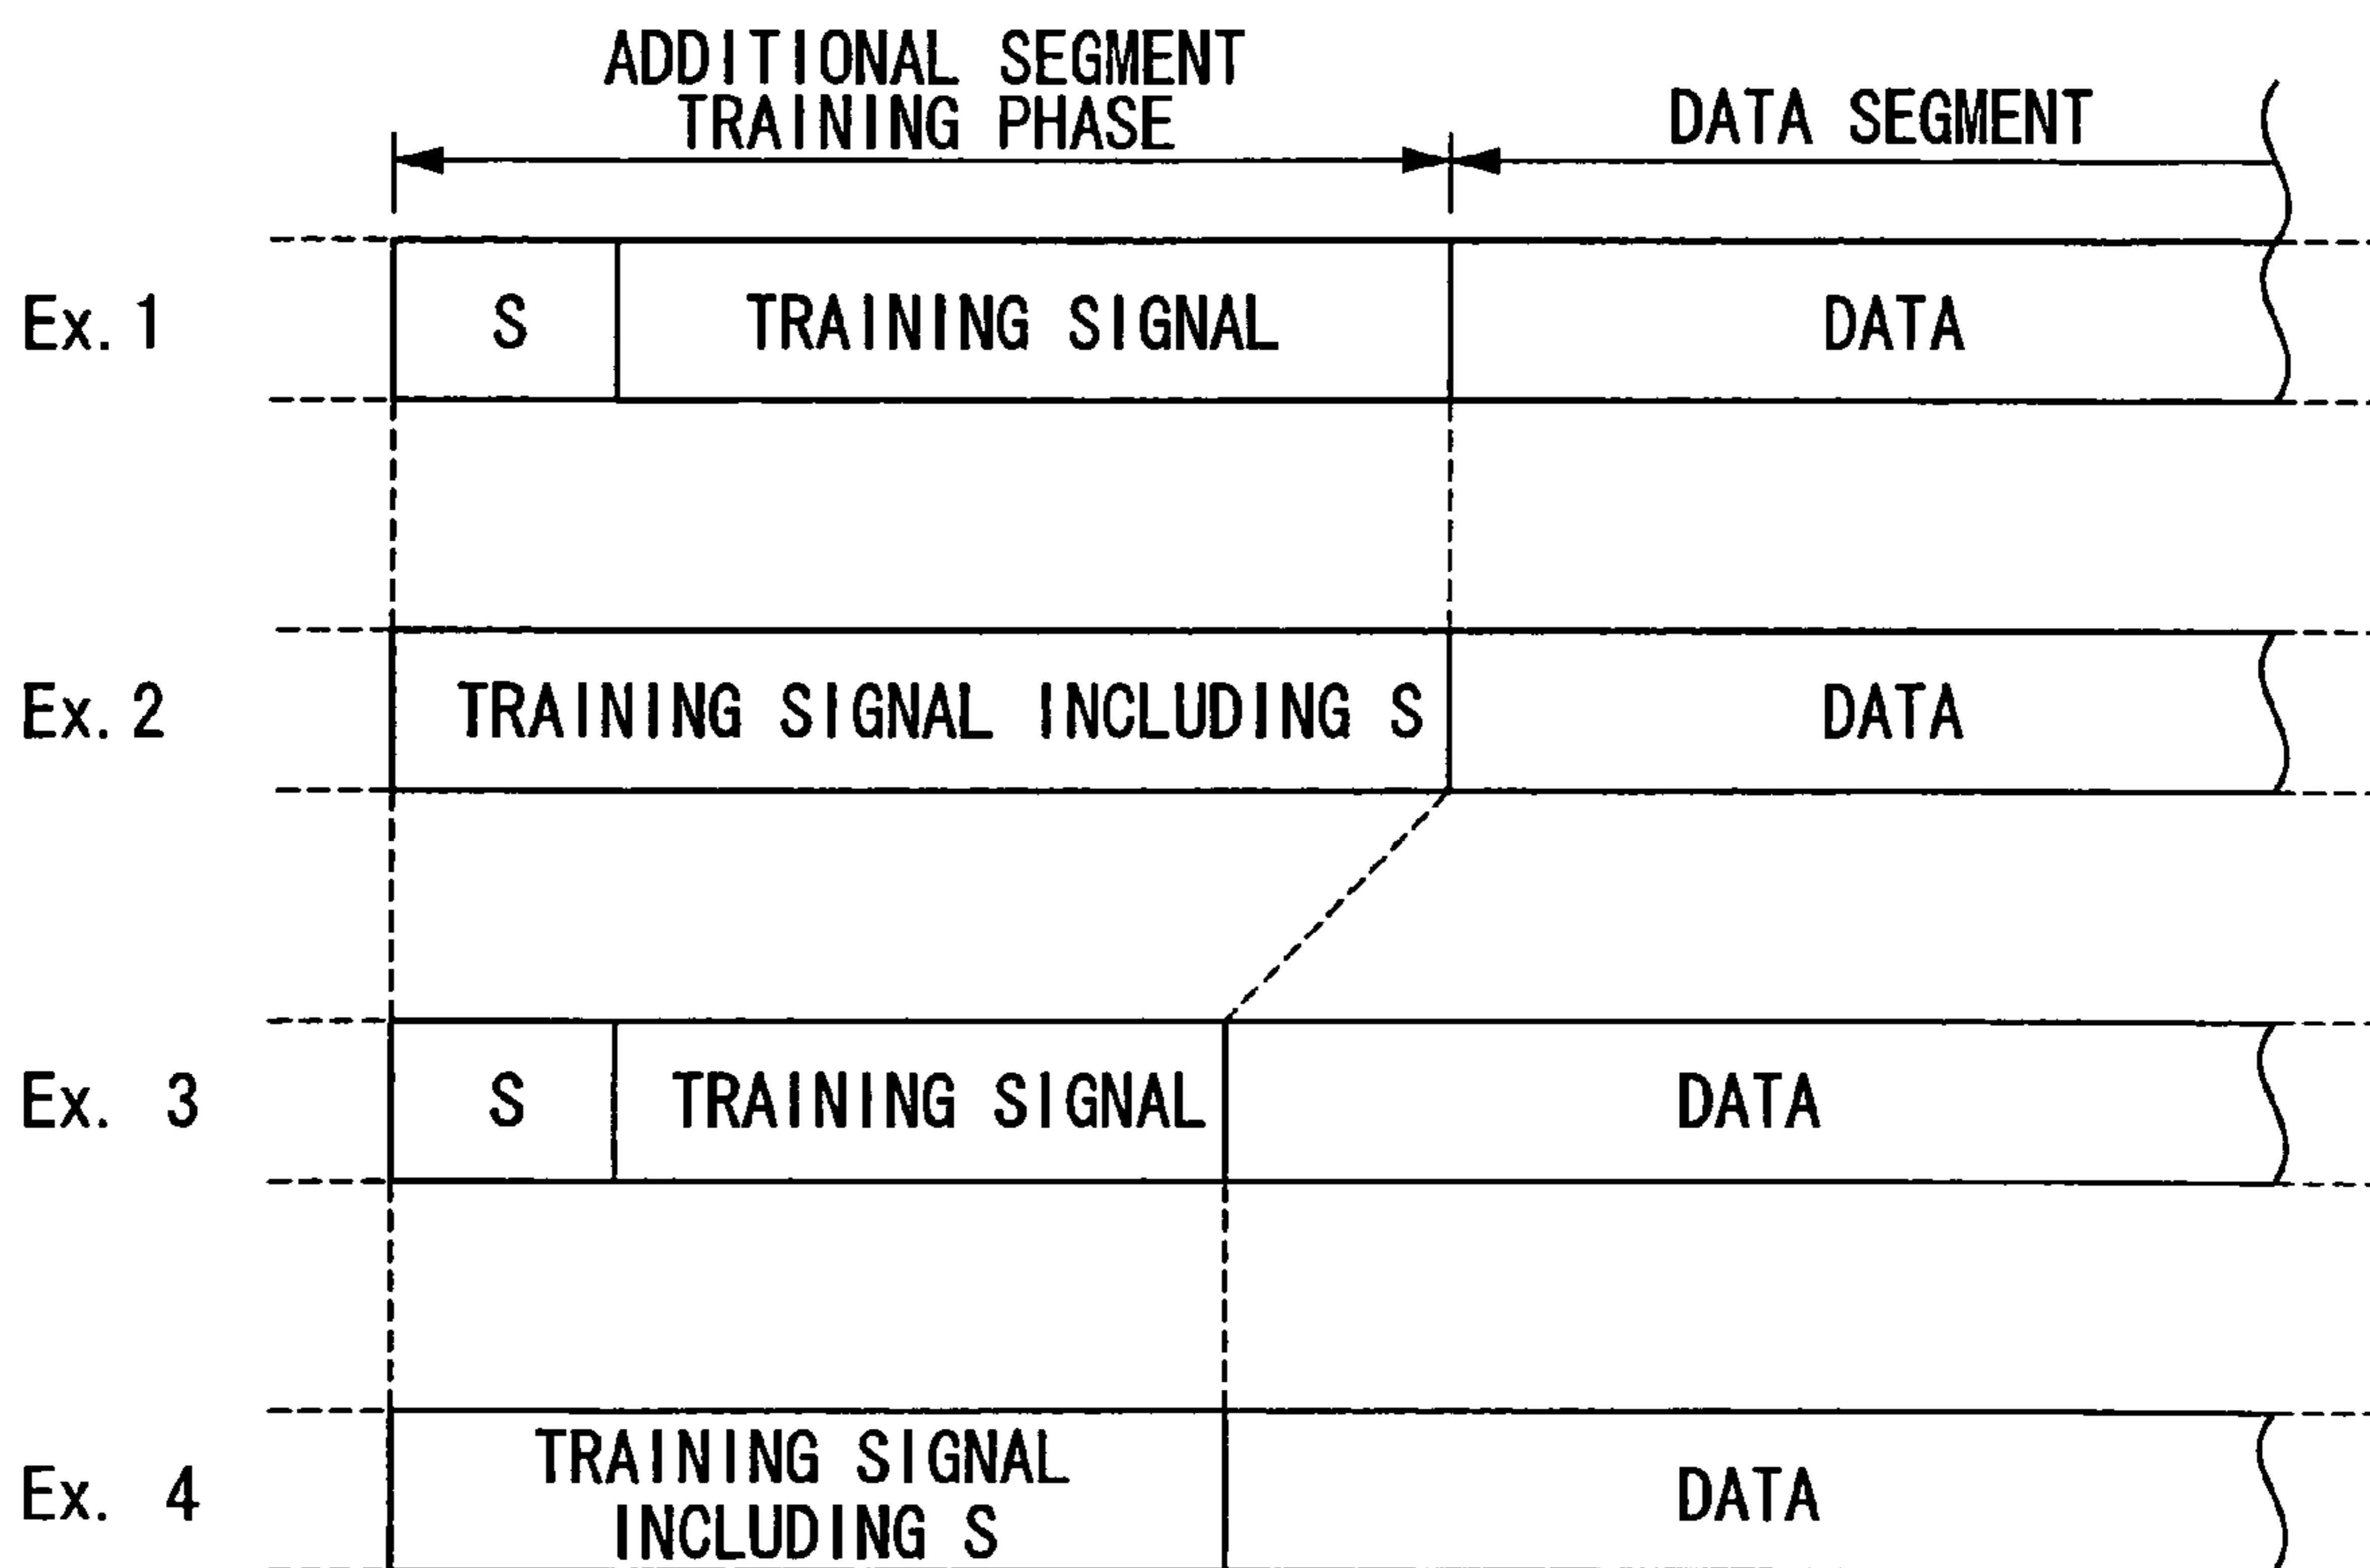 ADDITIONAL SEGMENT
TRAINING PHASE
DATA SEGMENT
Ex. 1
S
TRAINING SIGNAL
DATA
Ex. 2
TRAINING SIGNAL INCLUDING S
DATA
Ex. 3
S
TRAINING SIGNAL
DATA
Ex. 4
TRAINING SIGNAL
INCLUDING S
DATA